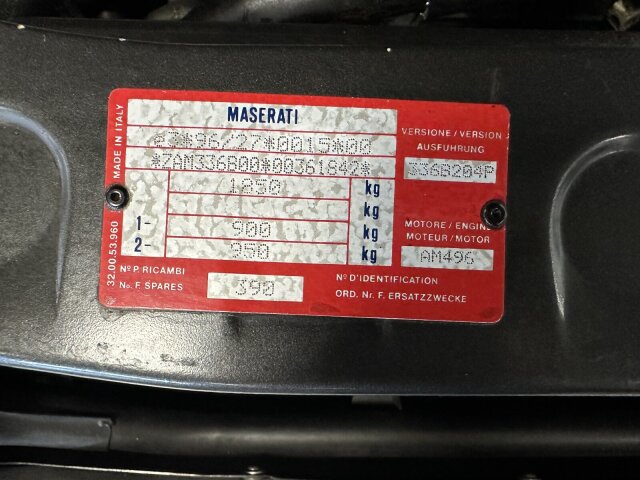 MASERATI
e3*96/27*0015*00
*ZAM336B00*00361842*
1850 kg
kg
1- 900 kg
2- 950 kg
Nº P. RICAMBI
No. F. SPARES
390
Nº D'IDENTIFICATION
ORD. Nr. F. ERSATZZWECKE
VERSIONE / VERSION
AUSFÜHRUNG
336B204P
MOTORE / ENGINE
MOTEUR / MOTOR
AM496
MADE IN ITALY
32.00.53.960